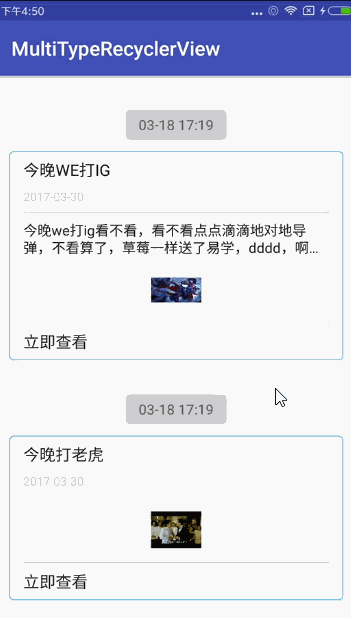 下午4:50
MultiTypeRecyclerView
03-18 17:19
今晚WE打IG
2017-03-30
今晚we打ig看不看，看不看点点滴滴地对地导
弹，不看算了，草莓一样送了易学，dddd，啊...
立即查看
03-18 17:19
今晚打老虎
2017-03-30
立即查看